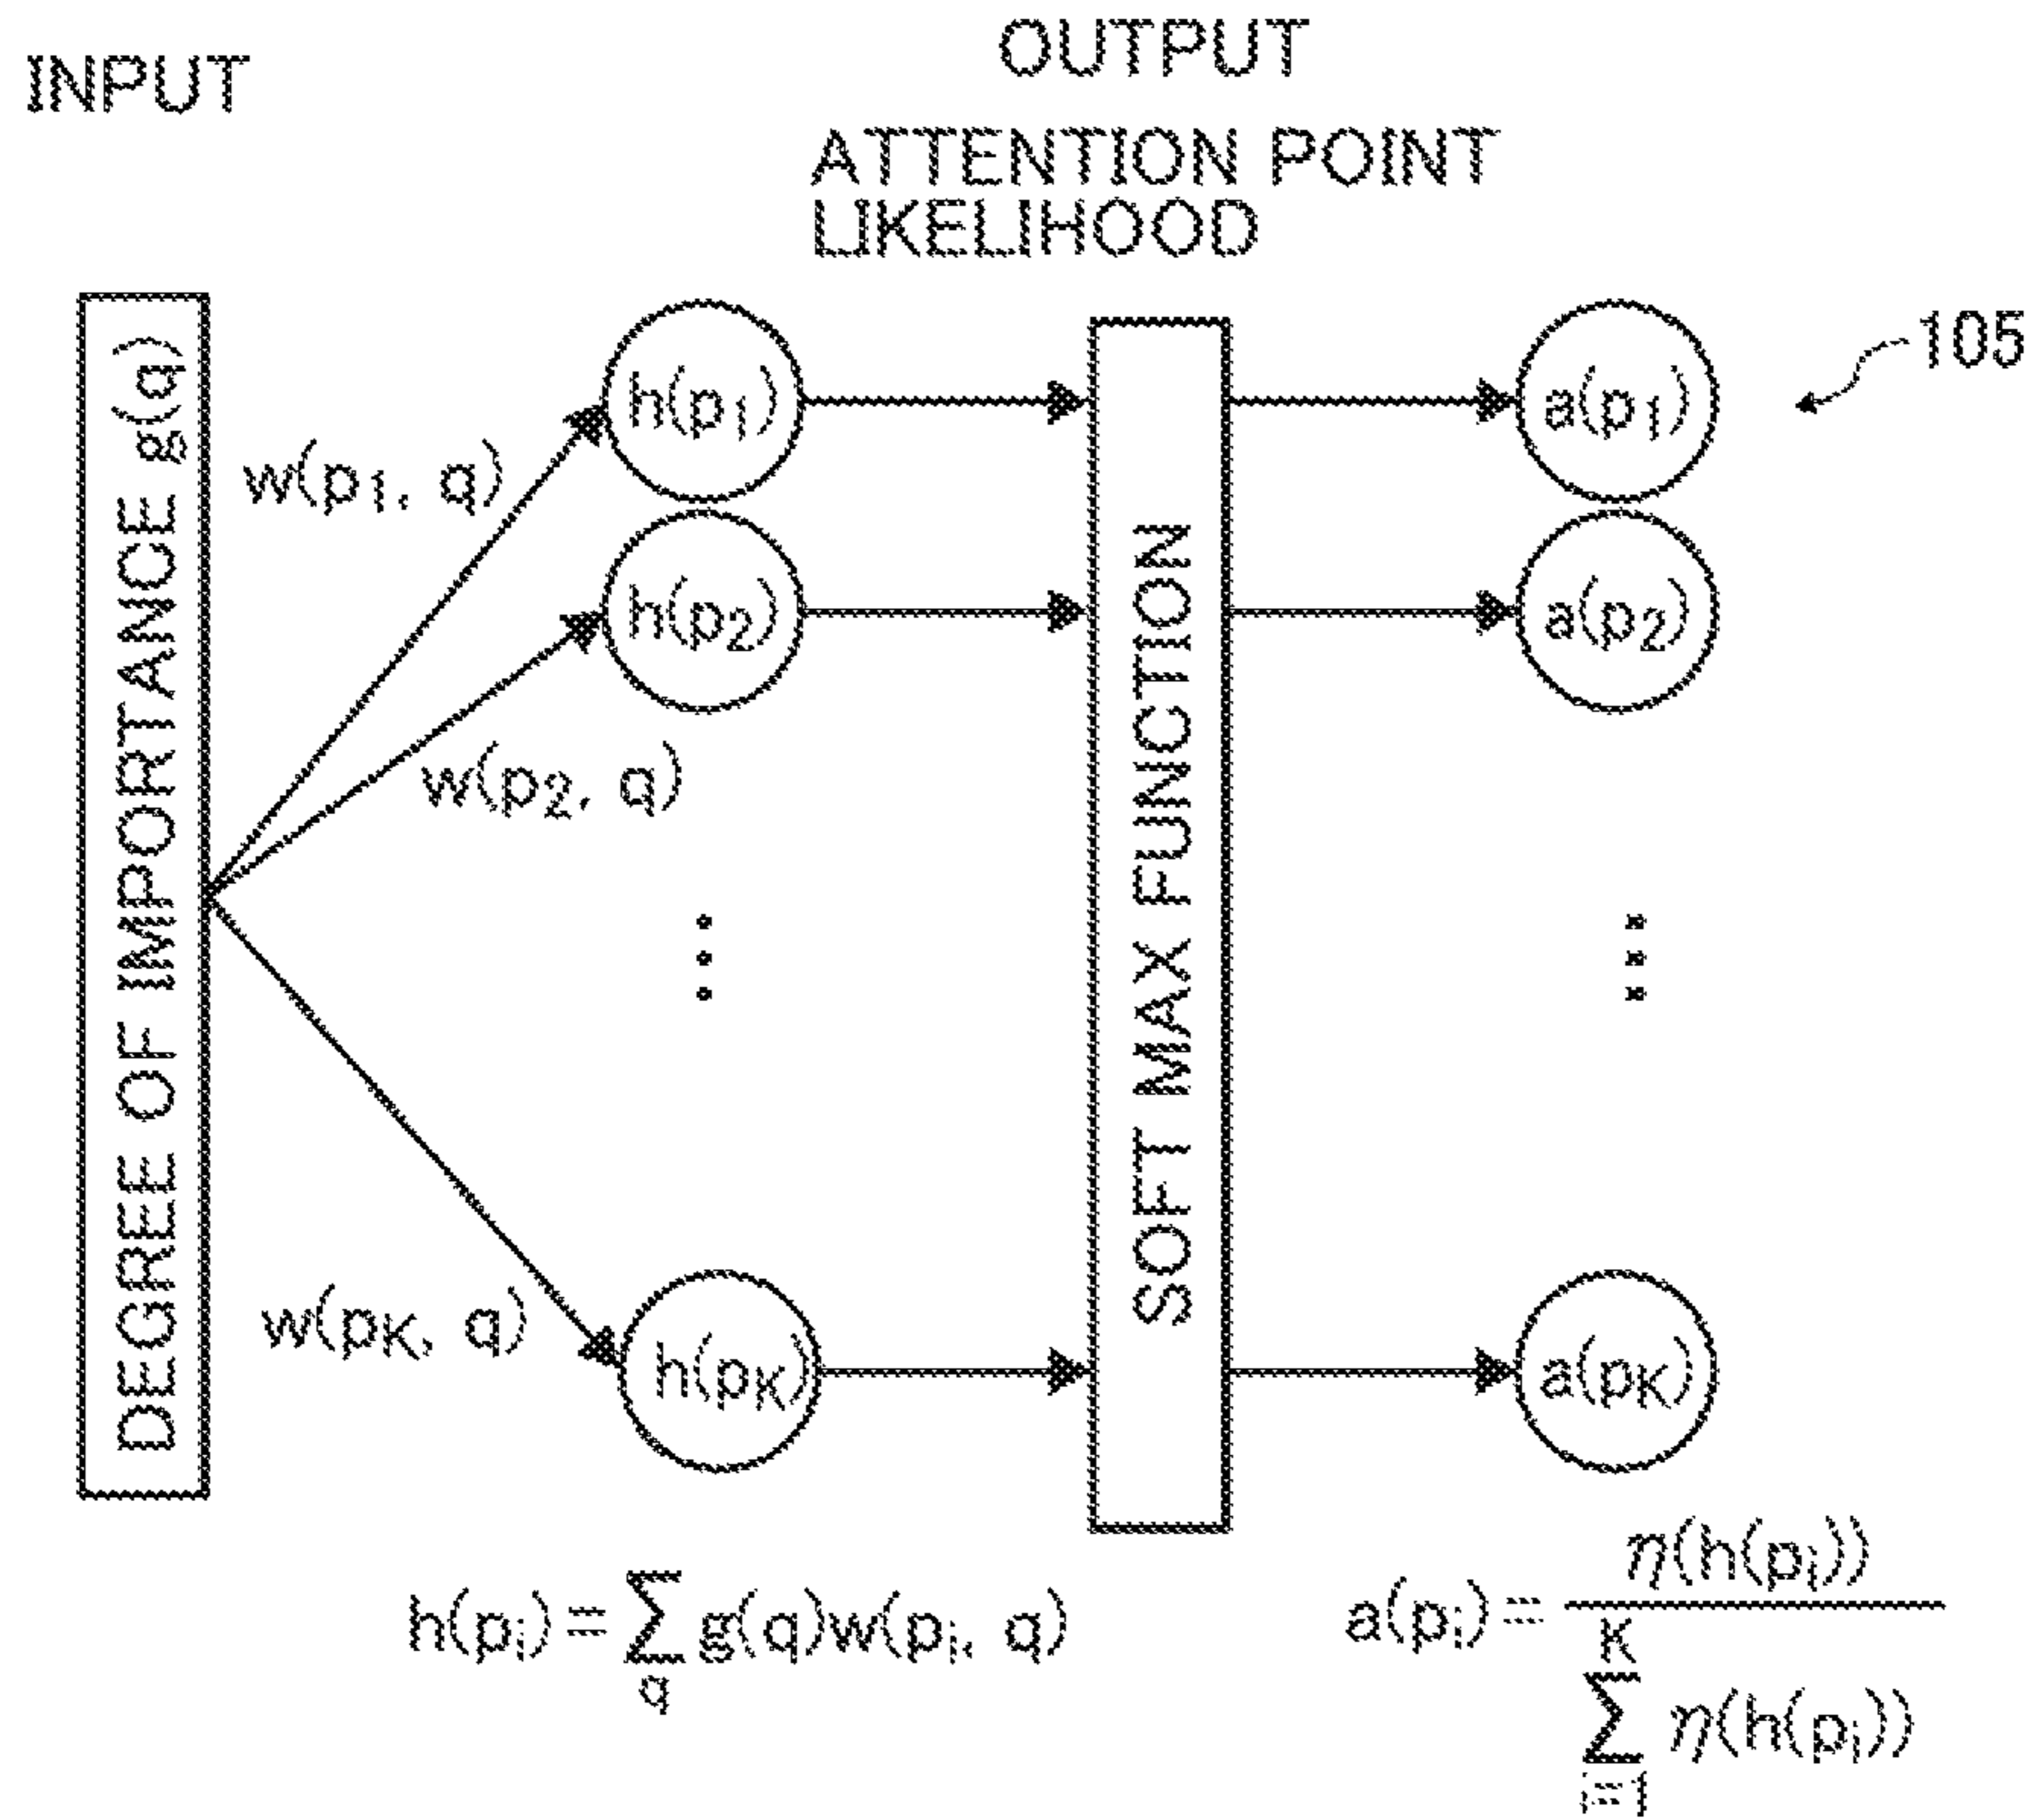 INPUT
OUTPUT
ATTENTION POINT
LIKELIHOOD
105
DEGREE OF IMPORTANCE g(q)
w(p1, q)
w(p2, q)
w(pK, q)
h(p1)
h(p2)
⋮
h(pK)
SOFT MAX FUNCTION
a(p1)
a(p2)
⋮
a(pK)
h(pi) = ∑q g(q)w(pi, q)
a(pi) = η(h(pi)) / ∑i=1K η(h(pi))